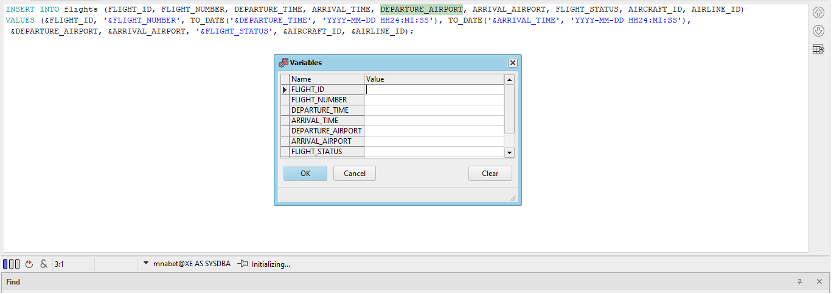 INSERT INTO flights (FLIGHT_ID, FLIGHT_NUMBER, DEPARTURE_TIME, ARRIVAL_TIME, DEPARTURE_AIRPORT, ARRIVAL_AIRPORT, FLIGHT_STATUS, AIRCRAFT_ID, AIRLINE_ID)
VALUES (&FLIGHT_ID, '&FLIGHT_NUMBER', TO_DATE('&DEPARTURE_TIME', 'YYYY-MM-DD HH24:MI:SS'), TO_DATE('&ARRIVAL_TIME', 'YYYY-MM-DD HH24:MI:SS'),
&DEPARTURE_AIRPORT, &ARRIVAL_AIRPORT, '&FLIGHT_STATUS', &AIRCRAFT_ID, &AIRLINE_ID);
Variables
Name Value
FLIGHT_ID
FLIGHT_NUMBER
DEPARTURE_TIME
ARRIVAL_TIME
DEPARTURE_AIRPORT
ARRIVAL_AIRPORT
FLIGHT_STATUS
OK Cancel Clear
& 3:1 mnabet@XE AS SYSDBA Initializing...
Find